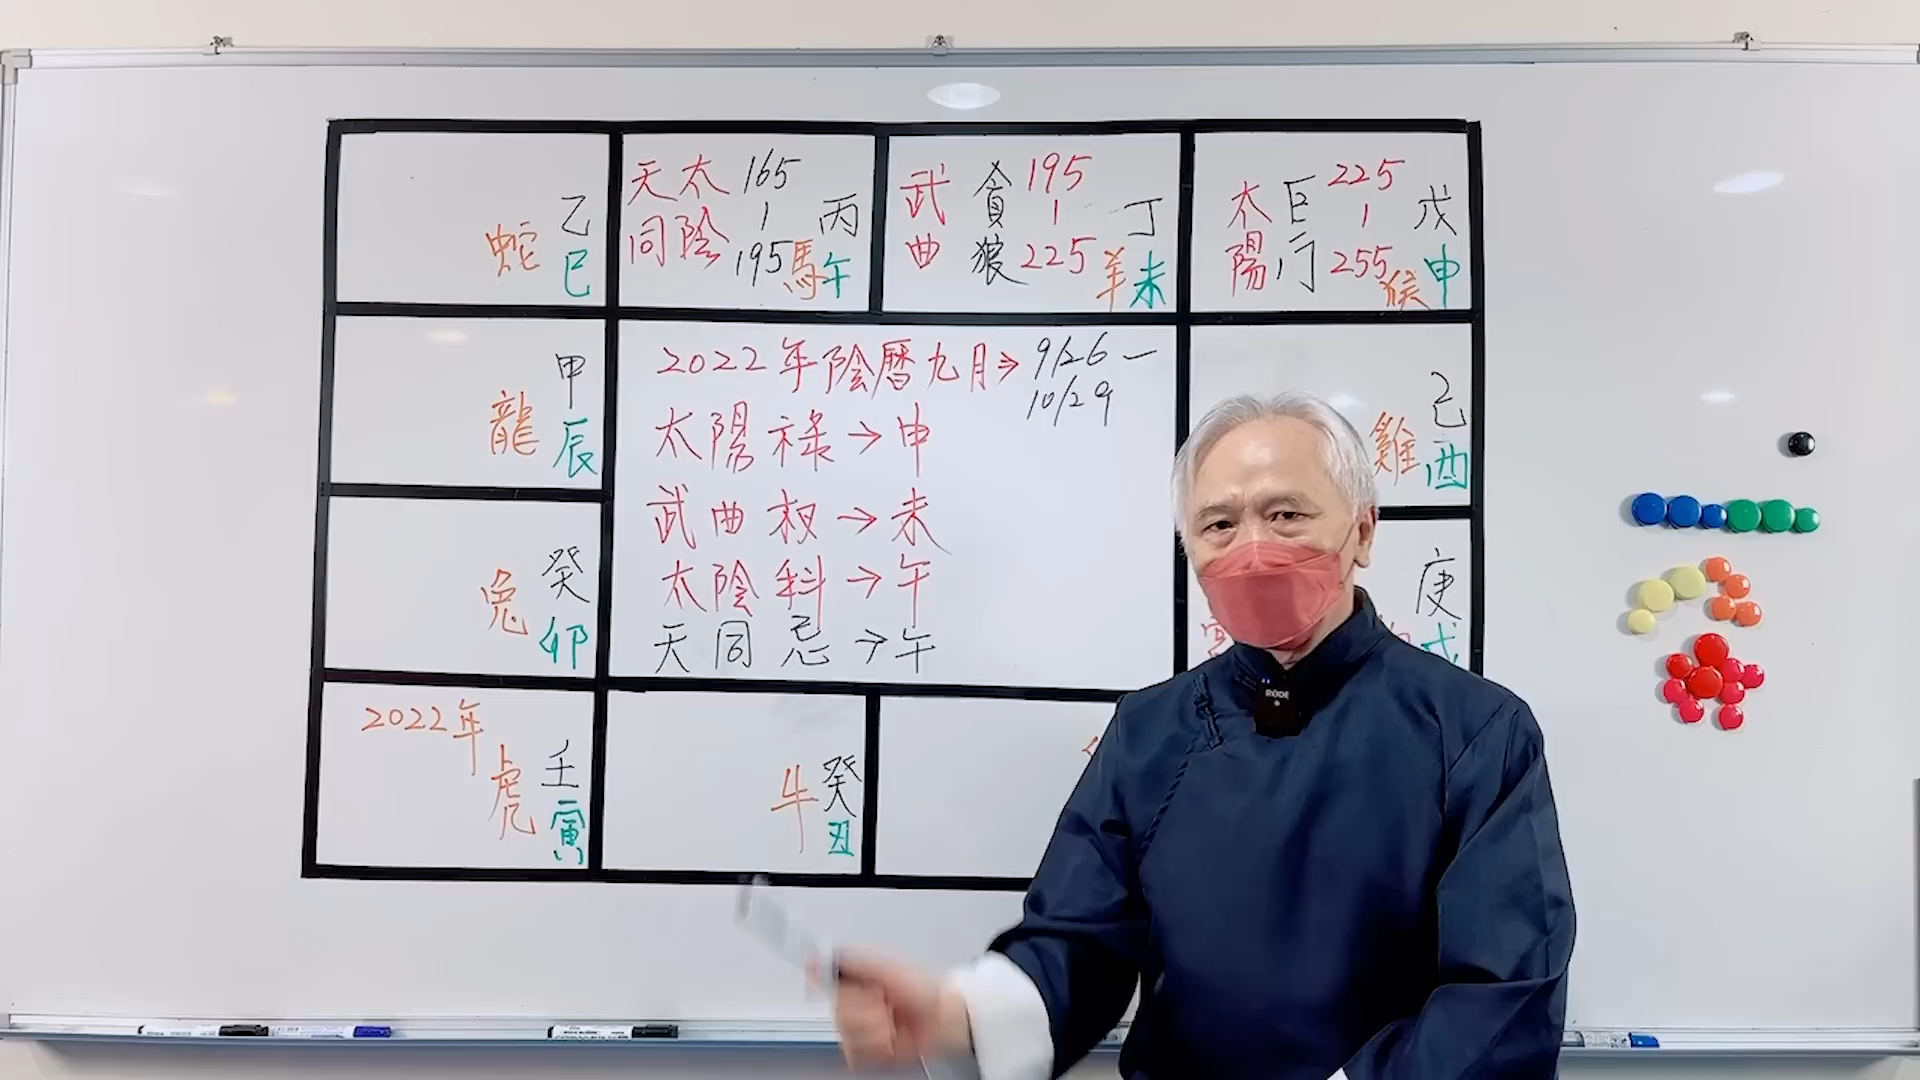 乙
蛇 巳
天 太 165
同 陰 |
195
丙
馬 午
武 貪 195
曲 狼 |
225
丁
羊 未
太 巨 225
陽 门 |
255
戊
猴 申
甲
龍 辰
2022年陰曆九月⇒ 9/26—
10/29
太陽祿→申
武曲权→未
太陰科→午
天同忌→午
己
雞 酉
癸
兔 卯
庚
戌
2022年
壬
虎 寅
癸
牛 丑
RØDE